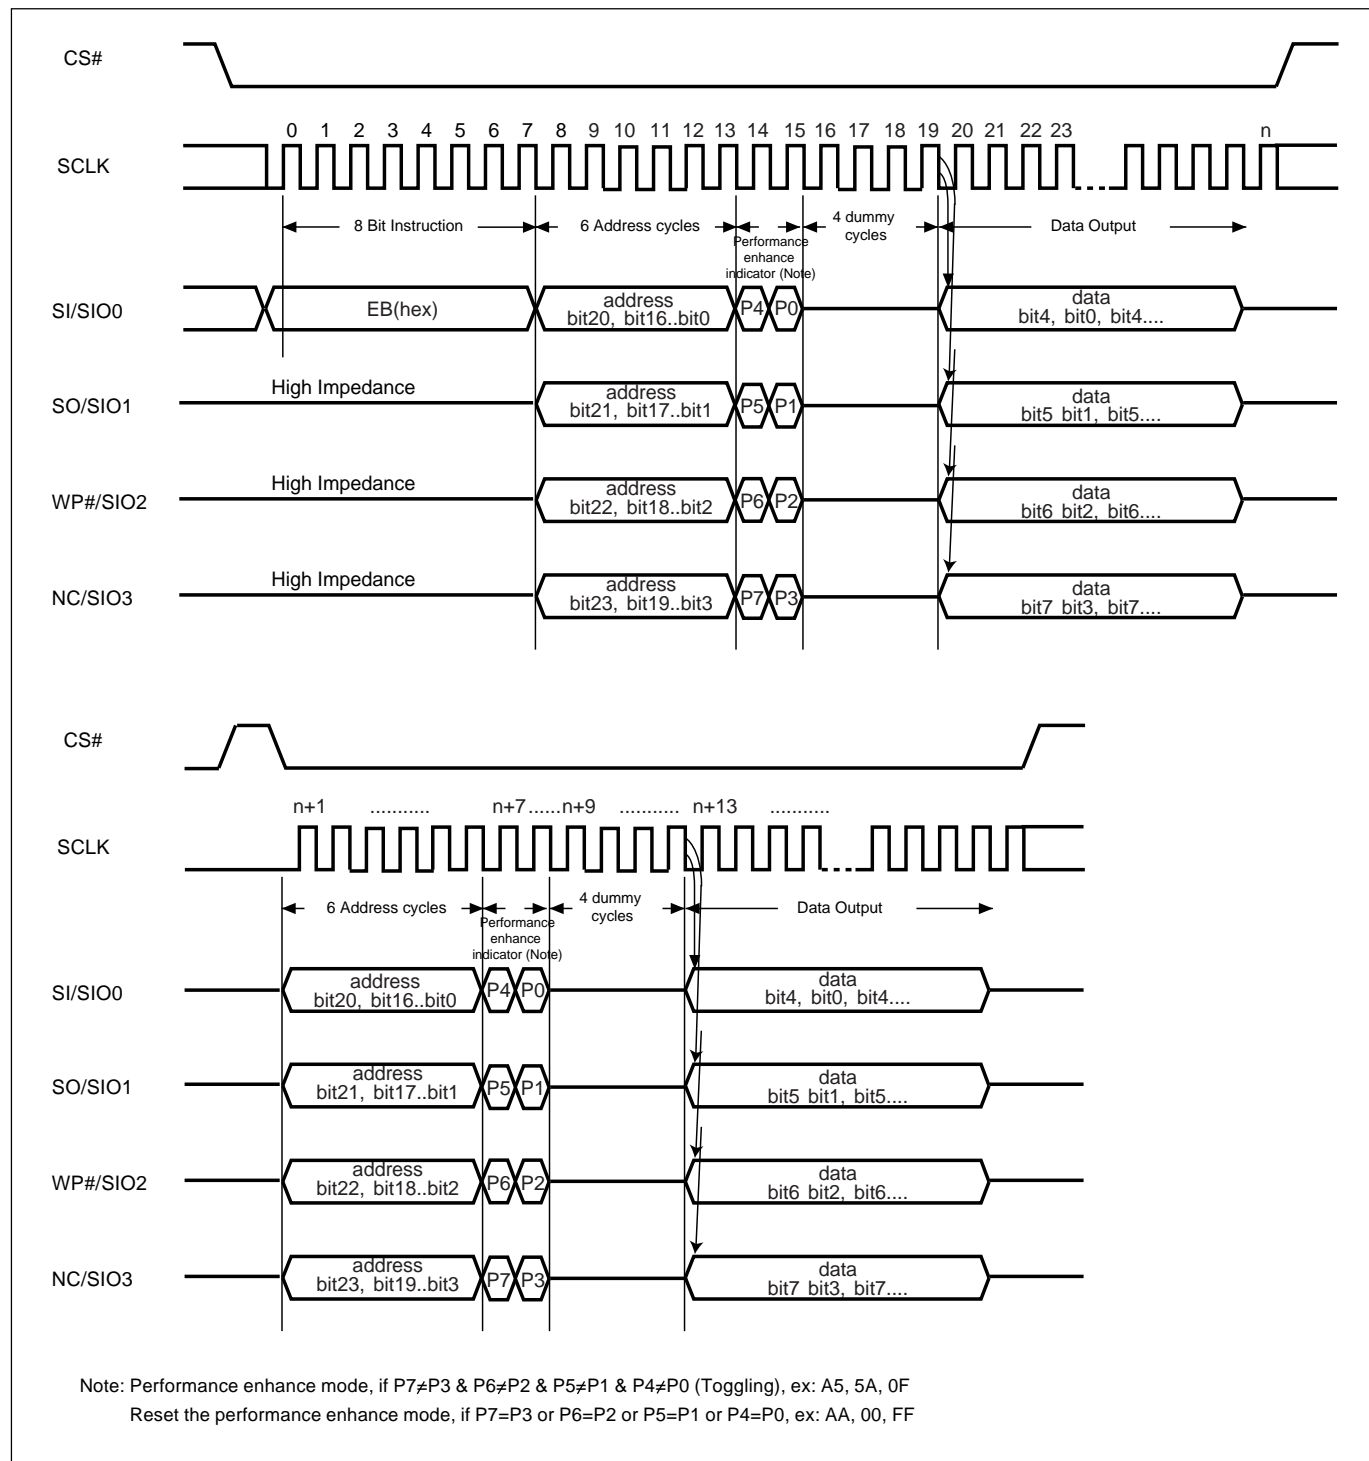 CS#
0 1 2 3 4 5 6 7 8 9 10 11 12 13 14 15 16 17 18 19 20 21 22 23 n
SCLK
8 Bit Instruction
6 Address cycles
Performance
enhance
indicator (Note)
4 dummy
cycles
Data Output
SI/SIO0
EB(hex)
address
bit20, bit16..bit0
P4 P0
data
bit4, bit0, bit4....
SO/SIO1
High Impedance
address
bit21, bit17..bit1
P5 P1
data
bit5 bit1, bit5....
WP#/SIO2
High Impedance
address
bit22, bit18..bit2
P6 P2
data
bit6 bit2, bit6....
NC/SIO3
High Impedance
address
bit23, bit19..bit3
P7 P3
data
bit7 bit3, bit7....
CS#
n+1 ........... n+7......n+9 ........... n+13 ...........
SCLK
6 Address cycles
Performance
enhance
indicator (Note)
4 dummy
cycles
Data Output
SI/SIO0
address
bit20, bit16..bit0
P4 P0
data
bit4, bit0, bit4....
SO/SIO1
address
bit21, bit17..bit1
P5 P1
data
bit5 bit1, bit5....
WP#/SIO2
address
bit22, bit18..bit2
P6 P2
data
bit6 bit2, bit6....
NC/SIO3
address
bit23, bit19..bit3
P7 P3
data
bit7 bit3, bit7....
Note: Performance enhance mode, if P7≠P3 & P6≠P2 & P5≠P1 & P4≠P0 (Toggling), ex: A5, 5A, 0F
Reset the performance enhance mode, if P7=P3 or P6=P2 or P5=P1 or P4=P0, ex: AA, 00, FF